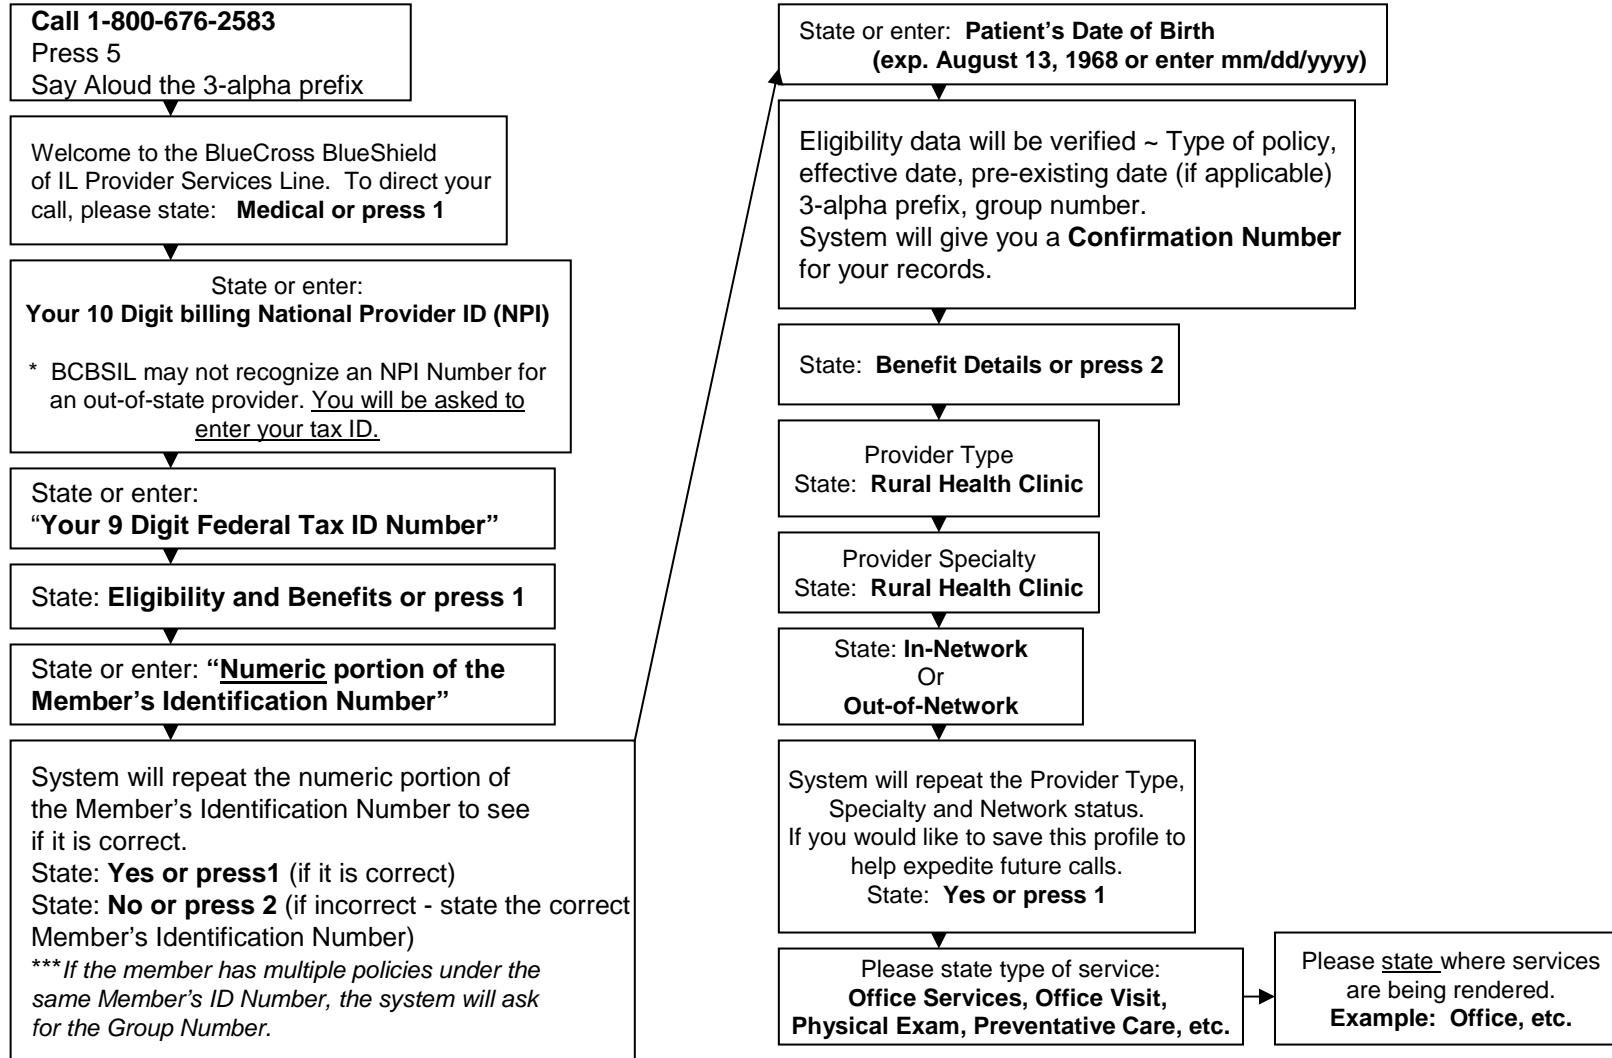 Call 1-800-676-2583
Press 5
Say Aloud the 3-alpha prefix
Welcome to the BlueCross BlueShield
of IL Provider Services Line.  To direct your
call, please state:   Medical or press 1
State or enter:
Your 10 Digit billing National Provider ID (NPI)
*  BCBSIL may not recognize an NPI Number for
an out-of-state provider. You will be asked to
enter your tax ID.
State or enter:
“Your 9 Digit Federal Tax ID Number”
State: Eligibility and Benefits or press 1
State or enter: “Numeric portion of the
Member’s Identification Number”
System will repeat the numeric portion of
the Member’s Identification Number to see
if it is correct.
State: Yes or press1 (if it is correct)
State: No or press 2 (if incorrect - state the correct
Member’s Identification Number)
***If the member has multiple policies under the
same Member’s ID Number, the system will ask
for the Group Number.
State or enter:  Patient’s Date of Birth
(exp. August 13, 1968 or enter mm/dd/yyyy)
Eligibility data will be verified ~ Type of policy,
effective date, pre-existing date (if applicable)
3-alpha prefix, group number.
System will give you a Confirmation Number
for your records.
State:  Benefit Details or press 2
Provider Type
State:  Rural Health Clinic
Provider Specialty
State:  Rural Health Clinic
State: In-Network
Or
Out-of-Network
System will repeat the Provider Type,
Specialty and Network status.
If you would like to save this profile to
help expedite future calls.
State:  Yes or press 1
Please state type of service:
Office Services, Office Visit,
Physical Exam, Preventative Care, etc.
Please state where services
are being rendered.
Example:  Office, etc.